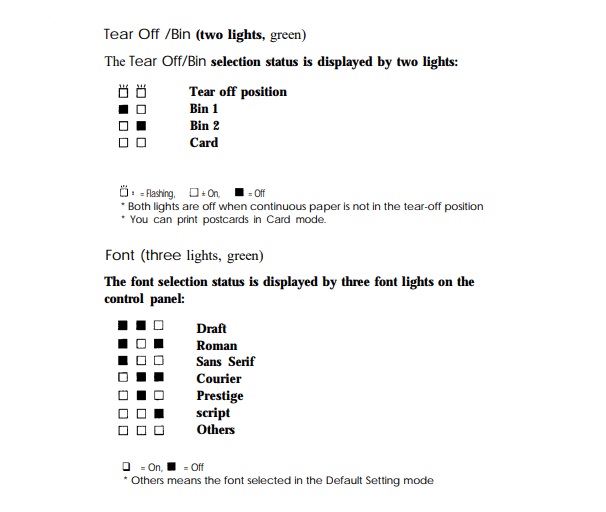 Tear Off /Bin (two lights, green)
The Tear Off/Bin selection status is displayed by two lights:
Tear off position
Bin 1
Bin 2
Card
= Flashing, = On, = Off
* Both lights are off when continuous paper is not in the tear-off position
* You can print postcards in Card mode.
Font (three lights, green)
The font selection status is displayed by three font lights on the
control panel:
Draft
Roman
Sans Serif
Courier
Prestige
script
Others
= On, = Off
* Others means the font selected in the Default Setting mode